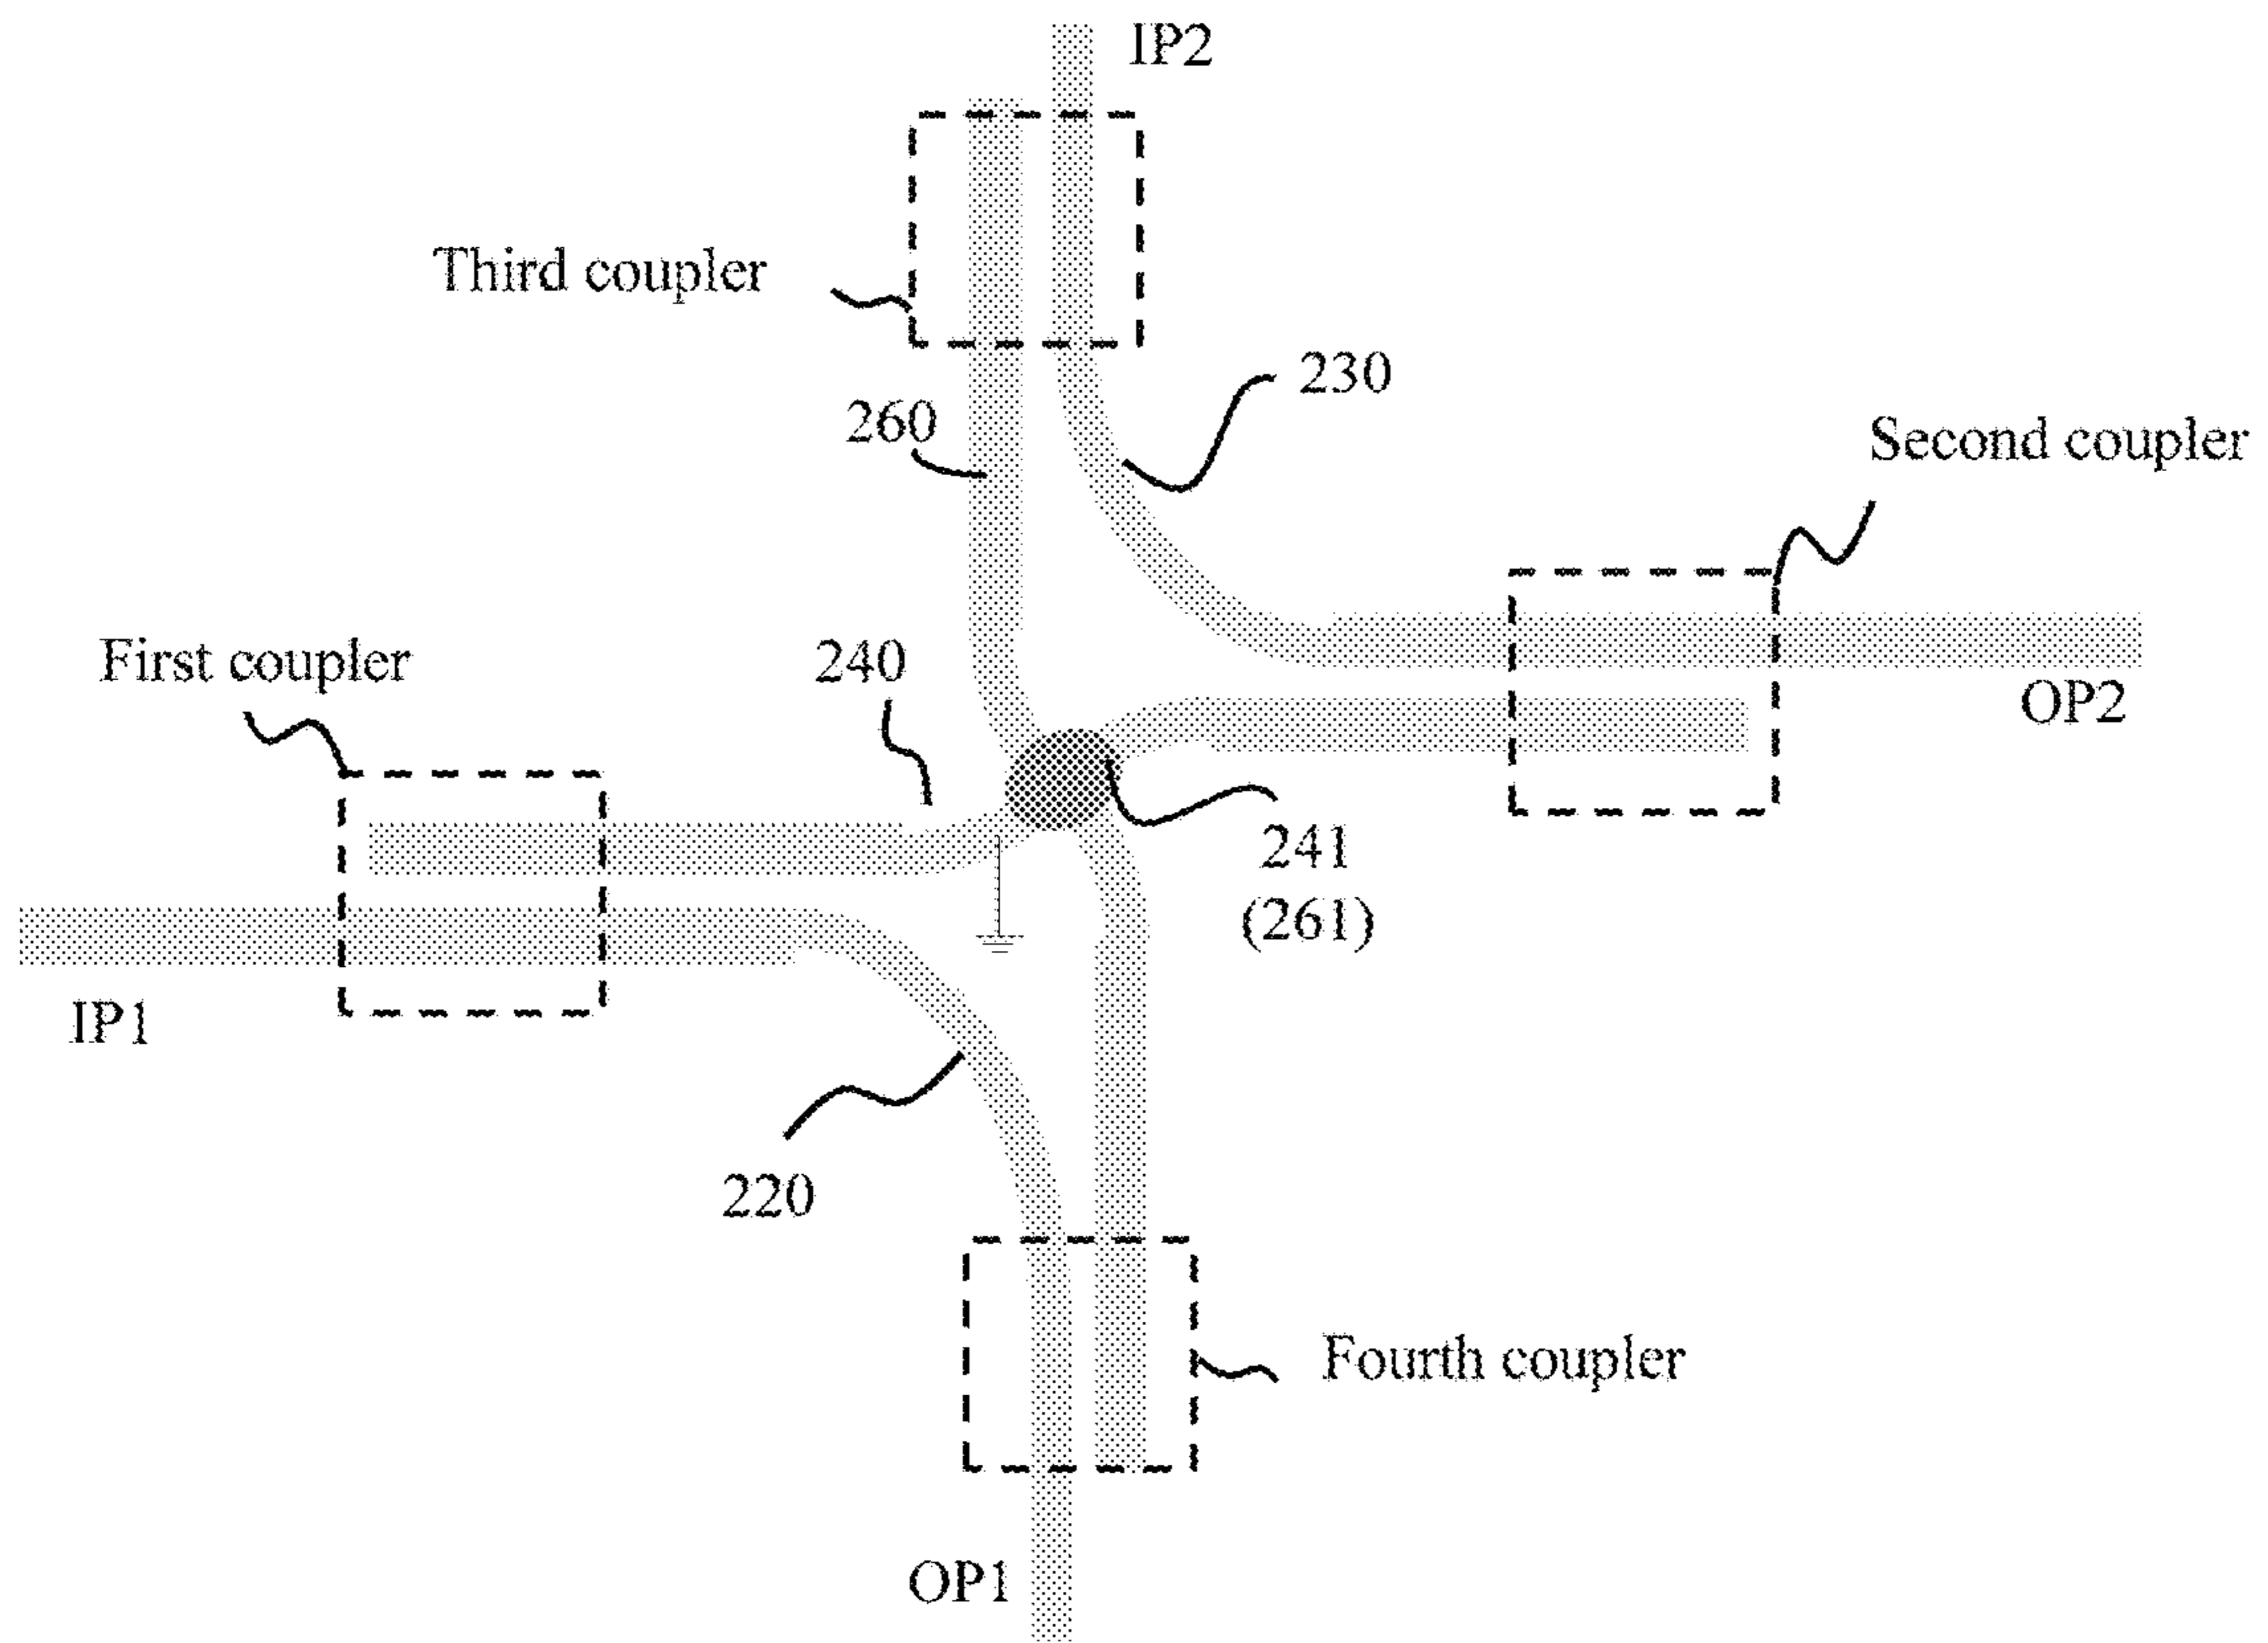 IP2
Third coupler
230
260
Second coupler
First coupler
240
OP2
241
(261)
IP1
220
Fourth coupler
OP1